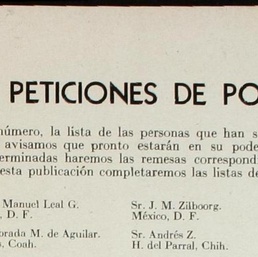 PETICIONES DE PO
número, la lista de las personas que han s
avisamos que pronto estarán en su pode
erminadas haremos las remesas correspond
esta publicación completaremos las listas de
Manuel Leal G.
, D. F.
Sr. J. M. Zilboorg.
México, D. F.
orada M. de Aguilar.
, Coah.
Sr. Andrés Z.
H. del Parral, Chih.